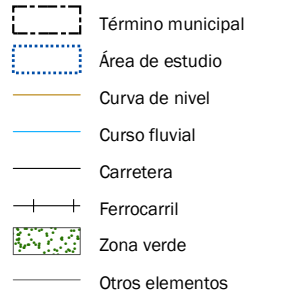 Término municipal
Área de estudio
Curva de nivel
Curso fluvial
Carretera
Ferrocarril
Zona verde
Otros elementos